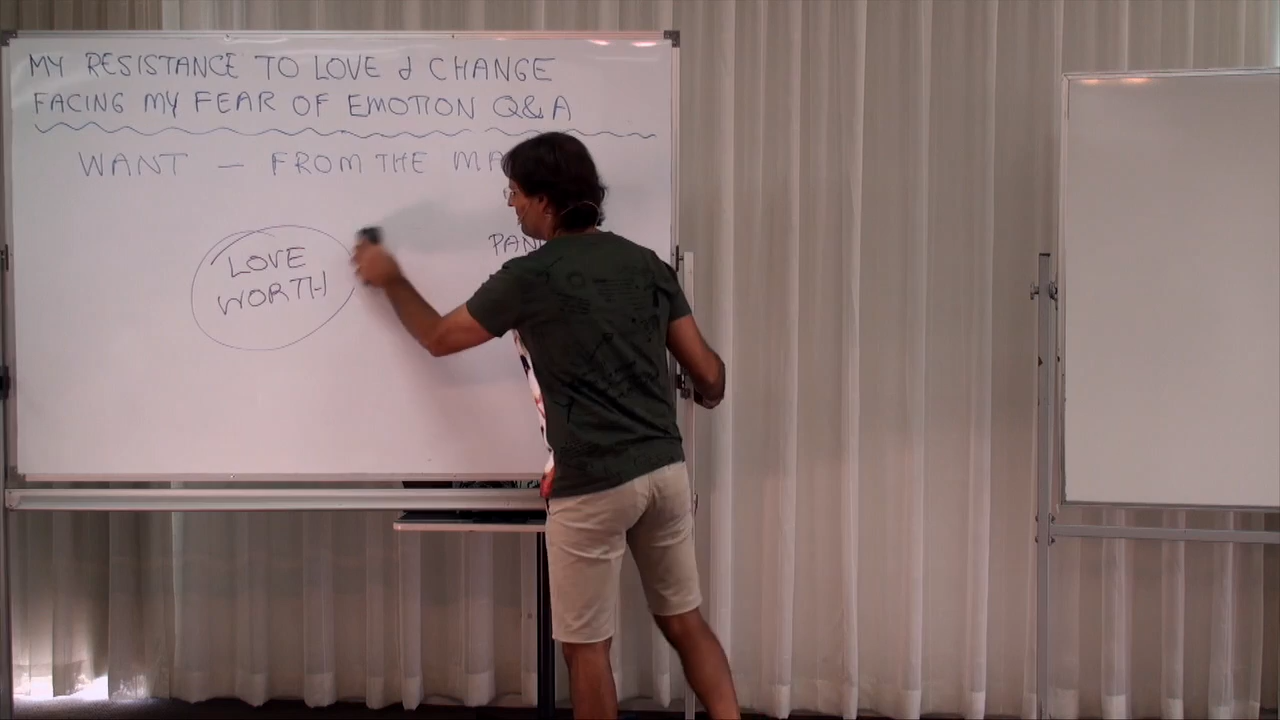 MY RESISTANCE TO LOVE & CHANGE
FACING MY FEAR OF EMOTION Q&A
WANT — FROM THE
LOVE
WORTH